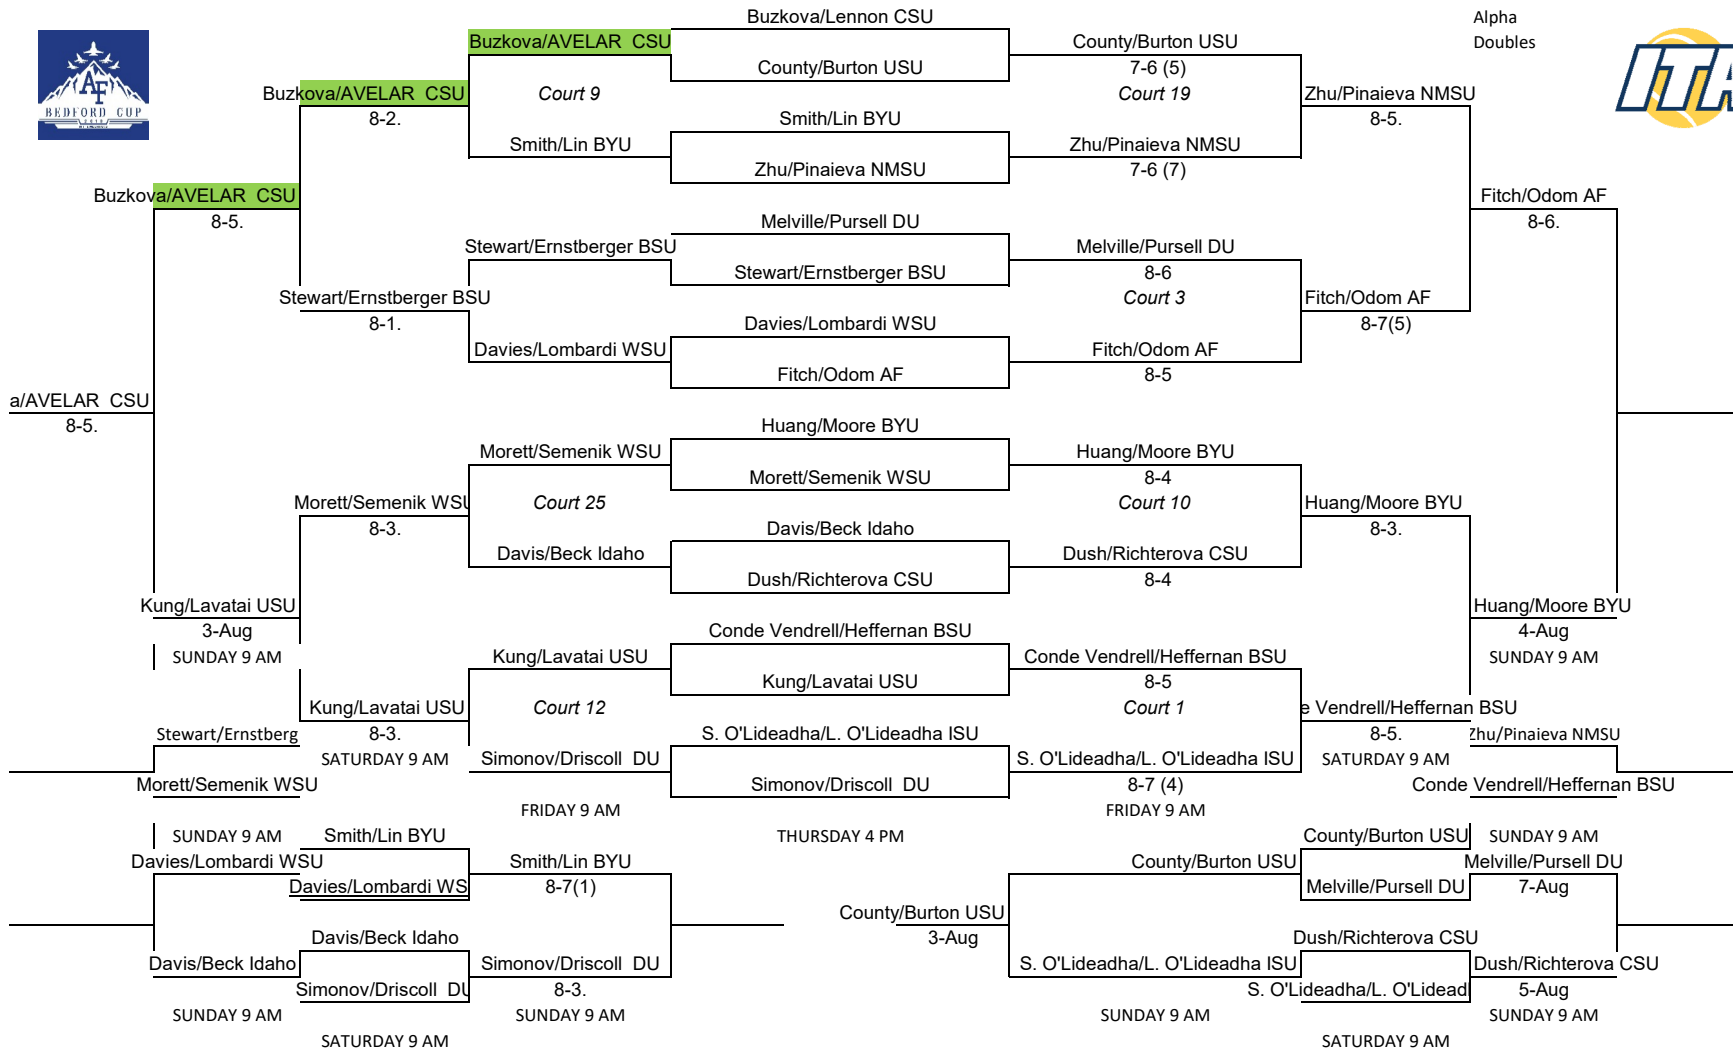 Buzkova/Lennon CSU
Alpha
Doubles
AF
BEDFORD CUP
ITA
Buzkova/AVELAR CSU
County/Burton USU
County/Burton USU
7-6 (5)
Buzkova/AVELAR CSU
Court 9
Court 19
Zhu/Pinaieva NMSU
8-2.
Smith/Lin BYU
8-5.
Smith/Lin BYU
Zhu/Pinaieva NMSU
Zhu/Pinaieva NMSU
7-6 (7)
Buzkova/AVELAR CSU
Fitch/Odom AF
8-5.
Melville/Pursell DU
8-6.
Stewart/Ernstberger BSU
Melville/Pursell DU
Stewart/Ernstberger BSU
8-6
Stewart/Ernstberger BSU
Court 3
Fitch/Odom AF
8-1.
Davies/Lombardi WSU
8-7(5)
Davies/Lombardi WSU
Fitch/Odom AF
Fitch/Odom AF
8-5
a/AVELAR CSU
8-5.
Huang/Moore BYU
Morett/Semenik WSU
Huang/Moore BYU
Morett/Semenik WSU
8-4
Morett/Semenik WSU
Court 25
Court 10
Huang/Moore BYU
8-3.
Davis/Beck Idaho
8-3.
Davis/Beck Idaho
Dush/Richterova CSU
Dush/Richterova CSU
8-4
Kung/Lavatai USU
Huang/Moore BYU
3-Aug
Conde Vendrell/Heffernan BSU
4-Aug
SUNDAY 9 AM
Kung/Lavatai USU
Conde Vendrell/Heffernan BSU
SUNDAY 9 AM
Kung/Lavatai USU
8-5
Kung/Lavatai USU
Court 12
Court 1
e Vendrell/Heffernan BSU
Stewart/Ernstberg
8-3.
S. O'Lideadha/L. O'Lideadha ISU
8-5.
Zhu/Pinaieva NMSU
SATURDAY 9 AM
Simonov/Driscoll DU
S. O'Lideadha/L. O'Lideadha ISU
SATURDAY 9 AM
Morett/Semenik WSU
Simonov/Driscoll DU
8-7 (4)
Conde Vendrell/Heffernan BSU
FRIDAY 9 AM
FRIDAY 9 AM
SUNDAY 9 AM
Smith/Lin BYU
THURSDAY 4 PM
County/Burton USU
SUNDAY 9 AM
Davies/Lombardi WSU
Smith/Lin BYU
County/Burton USU
Melville/Pursell DU
Davies/Lombardi WS
8-7(1)
Melville/Pursell DU
7-Aug
County/Burton USU
Davis/Beck Idaho
3-Aug
Dush/Richterova CSU
Davis/Beck Idaho
Simonov/Driscoll DU
S. O'Lideadha/L. O'Lideadha ISU
Dush/Richterova CSU
Simonov/Driscoll DU
8-3.
S. O'Lideadha/L. O'Lidead
5-Aug
SUNDAY 9 AM
SUNDAY 9 AM
SUNDAY 9 AM
SUNDAY 9 AM
SATURDAY 9 AM
SATURDAY 9 AM